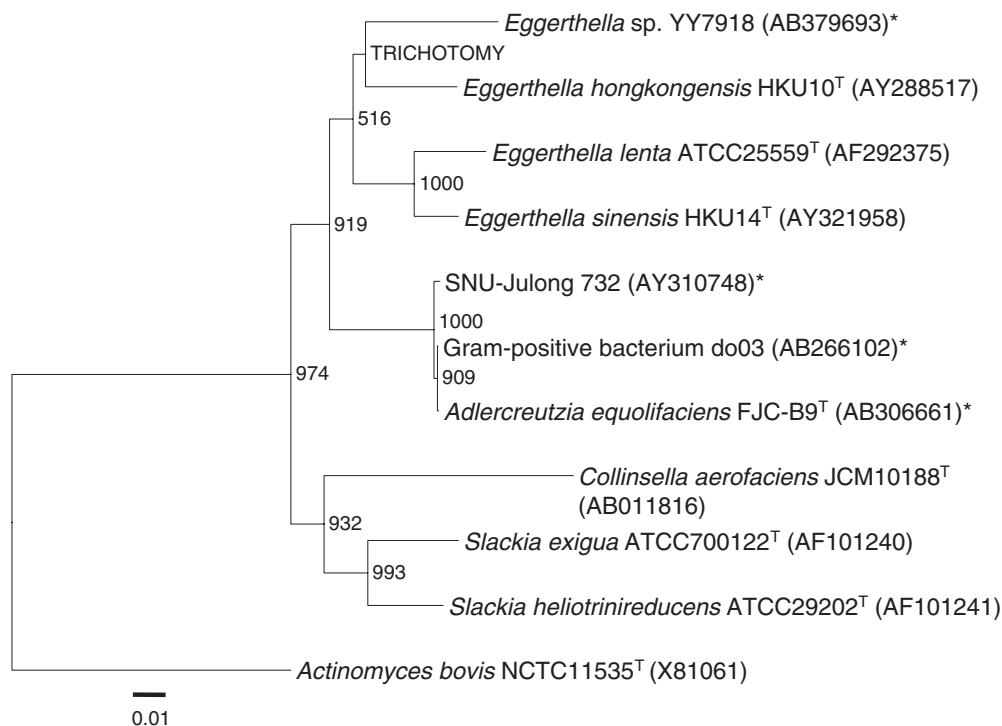 Eggerthella sp. YY7918 (AB379693)*
TRICHOTOMY
Eggerthella hongkongensis HKU10ᵀ (AY288517)
516
Eggerthella lenta ATCC25559ᵀ (AF292375)
1000
Eggerthella sinensis HKU14ᵀ (AY321958)
919
SNU-Julong 732 (AY310748)*
1000
Gram-positive bacterium do03 (AB266102)*
974
909
Adlercreutzia equolifaciens FJC-B9ᵀ (AB306661)*
Collinsella aerofaciens JCM10188ᵀ
(AB011816)
932
Slackia exigua ATCC700122ᵀ (AF101240)
993
Slackia heliotrinireducens ATCC29202ᵀ (AF101241)
Actinomyces bovis NCTC11535ᵀ (X81061)
0.01